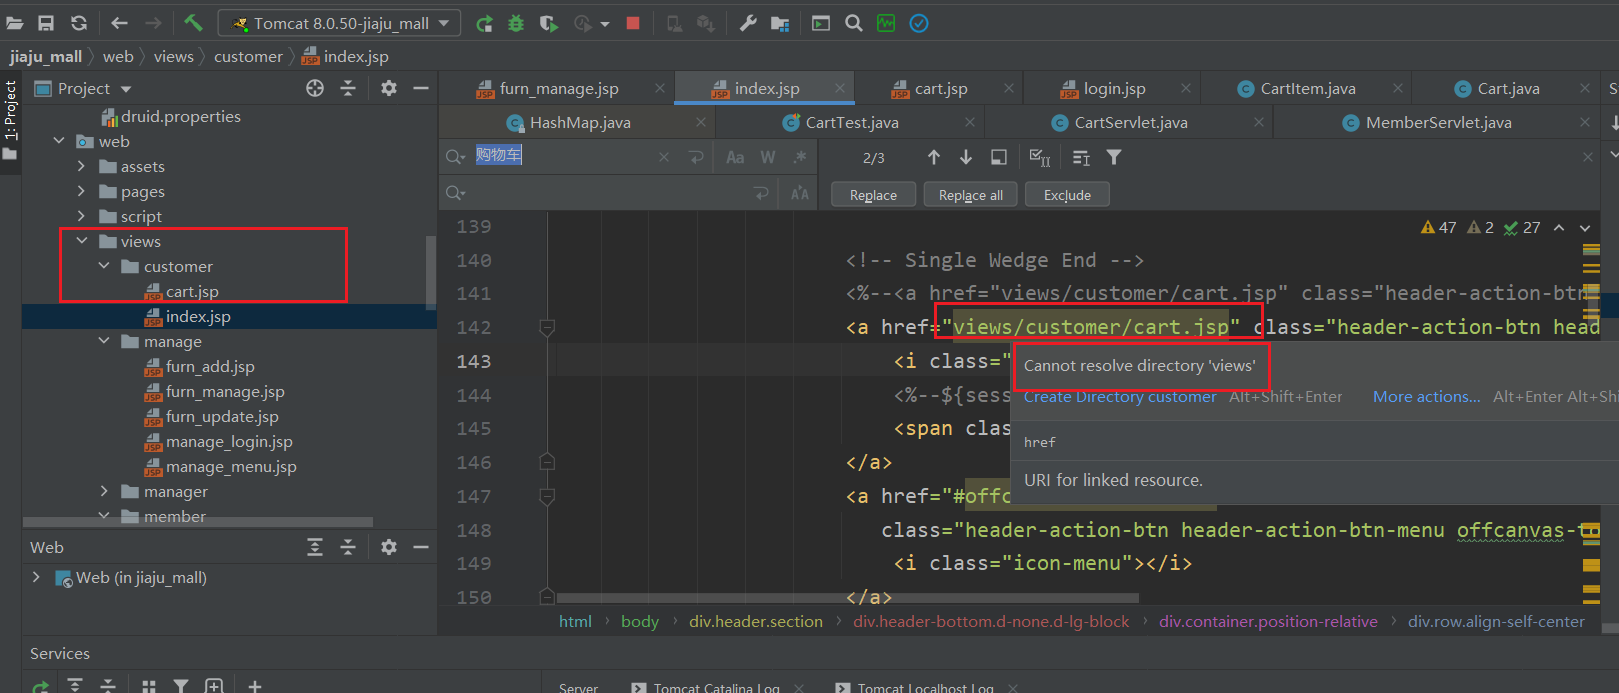 Tomcat 8.0.50-jiaju_mall
jiaju_mall
web
views
customer
index.jsp
1: Project
Project
druid.properties
web
assets
pages
script
views
customer
cart.jsp
index.jsp
manage
furn_add.jsp
furn_manage.jsp
furn_update.jsp
manage_login.jsp
manage_menu.jsp
manager
member
Web
Web (in jiaju_mall)
furn_manage.jsp
index.jsp
cart.jsp
login.jsp
CartItem.java
Cart.java
S
HashMap.java
CartTest.java
CartServlet.java
MemberServlet.java
购物车
Aa W .*
2/3
Replace
Replace all
Exclude
47 2 27
139
140 <!-- Single Wedge End -->
141 <%--<a href="views/customer/cart.jsp" class="header-action-btn
142 <a href="views/customer/cart.jsp" class="header-action-btn head
143 <i class="
144 <%--${sess
145 <span clas
146 </a>
147 <a href="#offc
148 class="header-action-btn header-action-btn-menu offcanvas-t
149 <i class="icon-menu"></i>
150 </a>
Cannot resolve directory 'views'
Create Directory customer Alt+Shift+Enter More actions... Alt+Enter Alt+Shi
href
URI for linked resource.
html
body
div.header.section
div.header-bottom.d-none.d-lg-block
div.container.position-relative
div.row.align-self-center
Services
Server
Tomcat Catalina Log
Tomcat Localhost Log